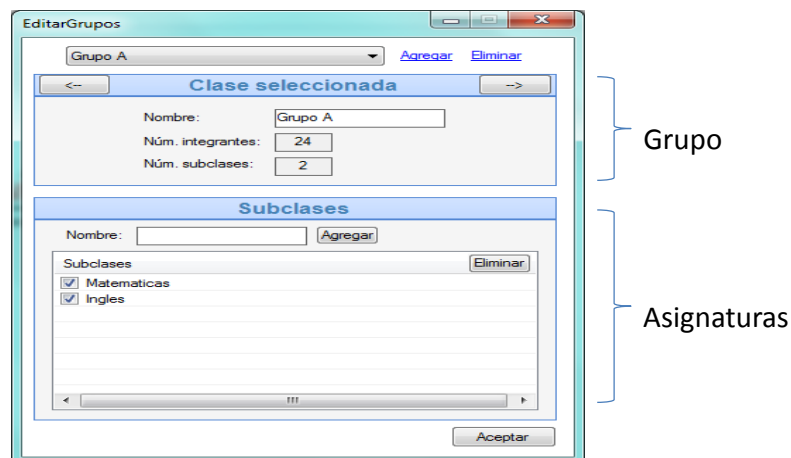 EditarGrupos
Grupo A Agregar Eliminar
<-- Clase seleccionada -->
Nombre: Grupo A
Núm. integrantes: 24
Núm. subclases: 2
Grupo
Subclases
Nombre: Agregar
Subclases Eliminar
Matematicas
Ingles
Asignaturas
Aceptar